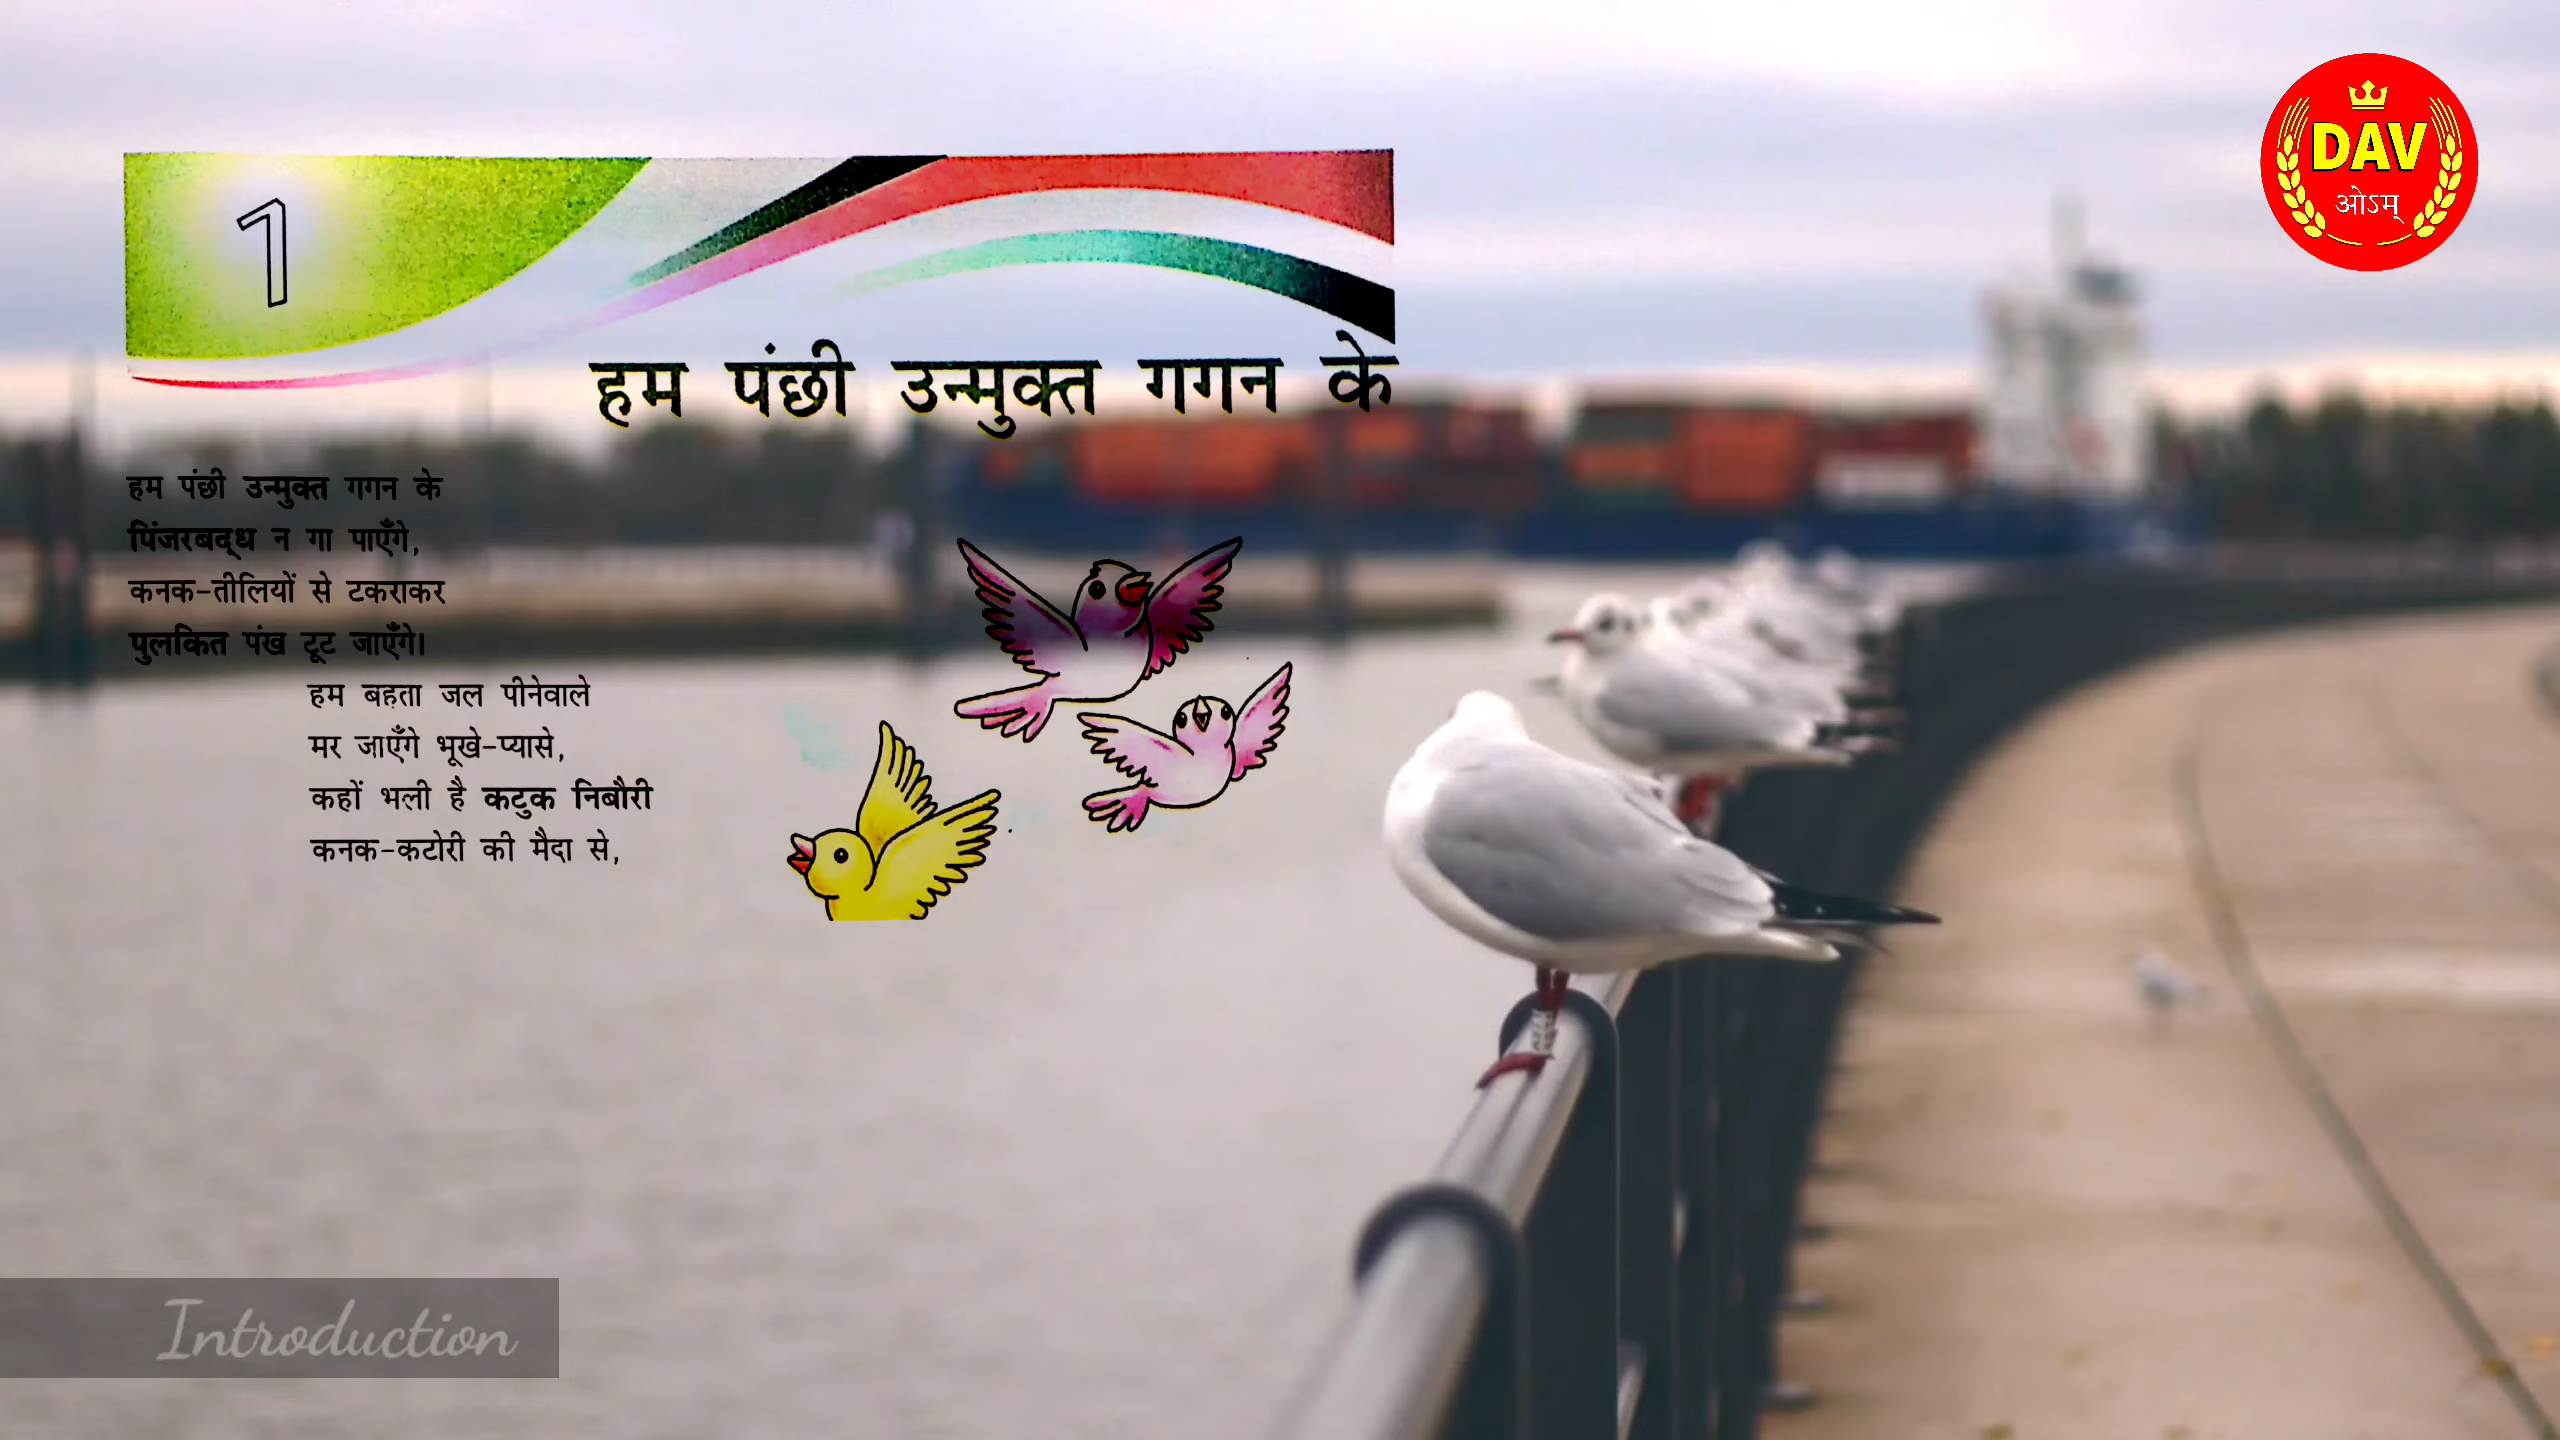 1
DAV
ओऽम्
हम पंछी उन्मुक्त गगन के
हम पंछी उन्मुक्त गगन के
पिंजरबद्ध न गा पाएँगे,
कनक-तीलियों से टकराकर
पुलकित पंख टूट जाएँगे।
हम बहता जल पीनेवाले
मर जाएँगे भूखे-प्यासे,
कहों भली है कटुक निबौरी
कनक-कटोरी की मैदा से,
Introduction